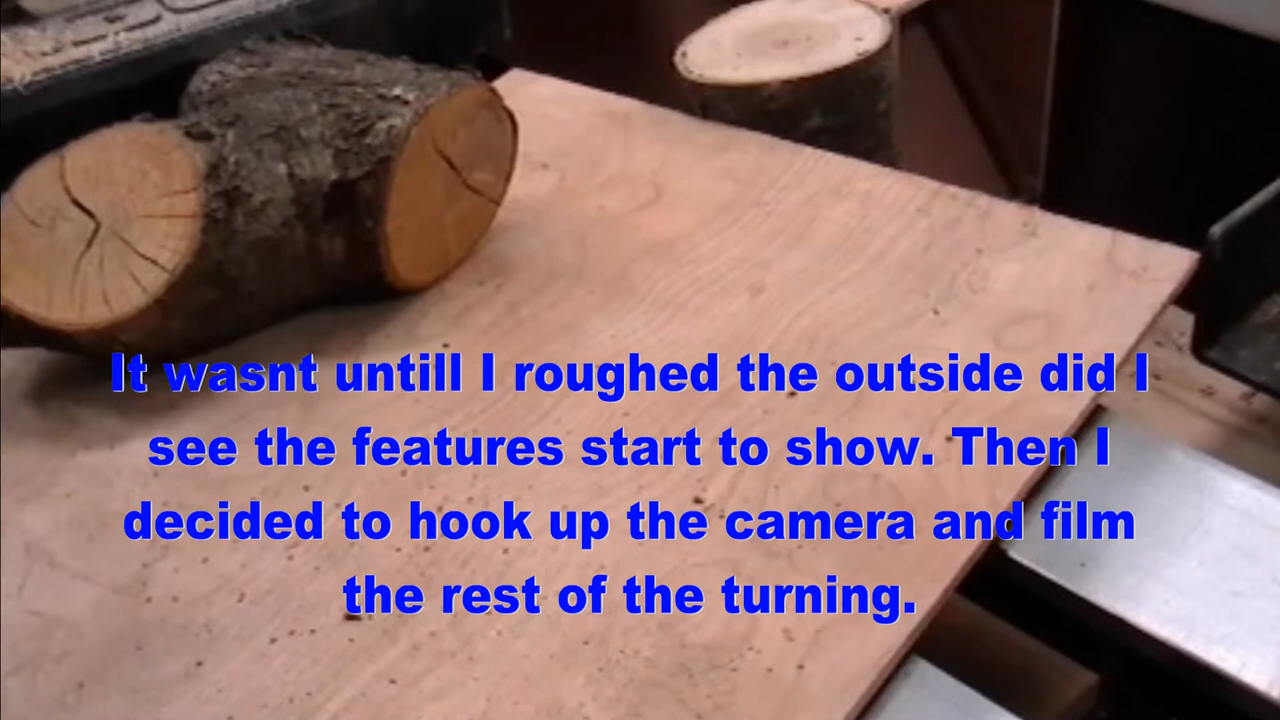 It wasnt untill I roughed the outside did I
see the features start to show. Then I
decided to hook up the camera and film
the rest of the turning.